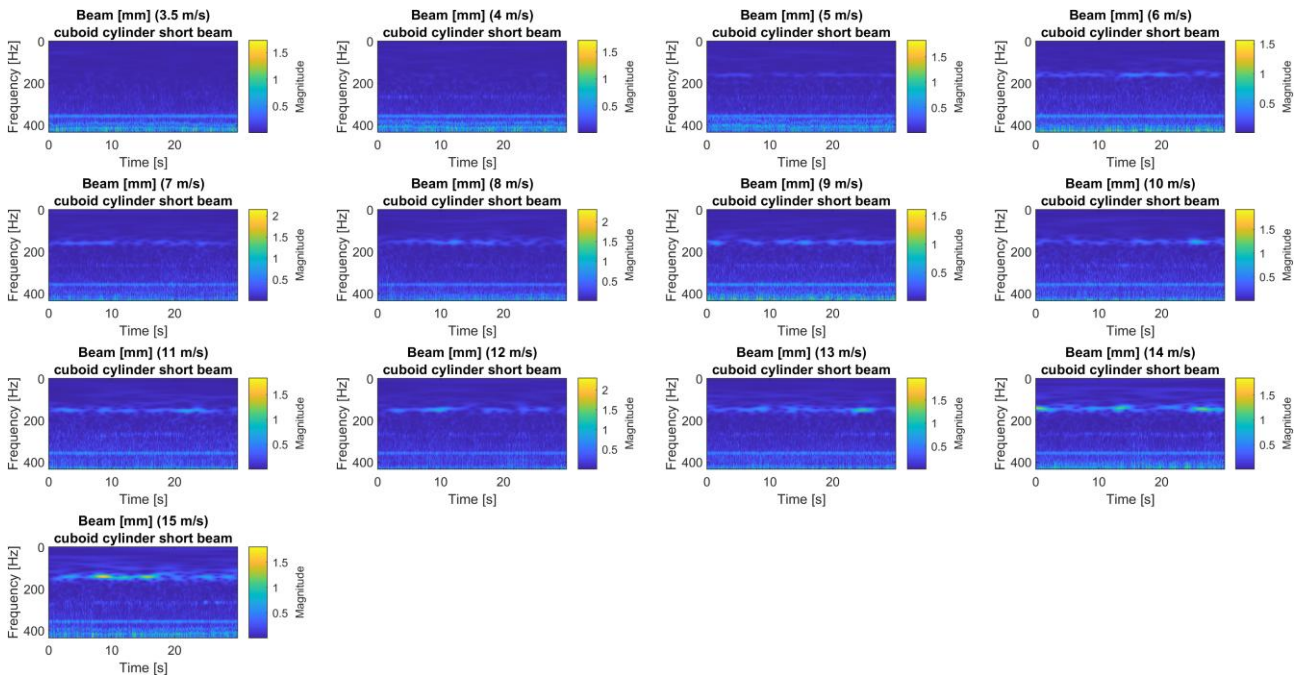 Beam [mm] (3.5 m/s)
cuboid cylinder short beam
0
200
400
Frequency [Hz]
0
10
20
Time [s]
1.5
1
0.5
Magnitude
Beam [mm] (4 m/s)
cuboid cylinder short beam
0
200
400
Frequency [Hz]
0
10
20
Time [s]
1.5
1
0.5
Magnitude
Beam [mm] (5 m/s)
cuboid cylinder short beam
0
200
400
Frequency [Hz]
0
10
20
Time [s]
1.5
1
0.5
Magnitude
Beam [mm] (6 m/s)
cuboid cylinder short beam
0
200
400
Frequency [Hz]
0
10
20
Time [s]
1.5
1
0.5
Magnitude
Beam [mm] (7 m/s)
cuboid cylinder short beam
0
200
400
Frequency [Hz]
0
10
20
Time [s]
2
1.5
1
0.5
Magnitude
Beam [mm] (8 m/s)
cuboid cylinder short beam
0
200
400
Frequency [Hz]
0
10
20
Time [s]
2
1.5
1
0.5
Magnitude
Beam [mm] (9 m/s)
cuboid cylinder short beam
0
200
400
Frequency [Hz]
0
10
20
Time [s]
1.5
1
0.5
Magnitude
Beam [mm] (10 m/s)
cuboid cylinder short beam
0
200
400
Frequency [Hz]
0
10
20
Time [s]
1.5
1
0.5
Magnitude
Beam [mm] (11 m/s)
cuboid cylinder short beam
0
200
400
Frequency [Hz]
0
10
20
Time [s]
1.5
1
0.5
Magnitude
Beam [mm] (12 m/s)
cuboid cylinder short beam
0
200
400
Frequency [Hz]
0
10
20
Time [s]
2
1.5
1
0.5
Magnitude
Beam [mm] (13 m/s)
cuboid cylinder short beam
0
200
400
Frequency [Hz]
0
10
20
Time [s]
1.5
1
0.5
Magnitude
Beam [mm] (14 m/s)
cuboid cylinder short beam
0
200
400
Frequency [Hz]
0
10
20
Time [s]
1.5
1
0.5
Magnitude
Beam [mm] (15 m/s)
cuboid cylinder short beam
0
200
400
Frequency [Hz]
0
20
Time [s]
1.5
1
0.5
Magnitude